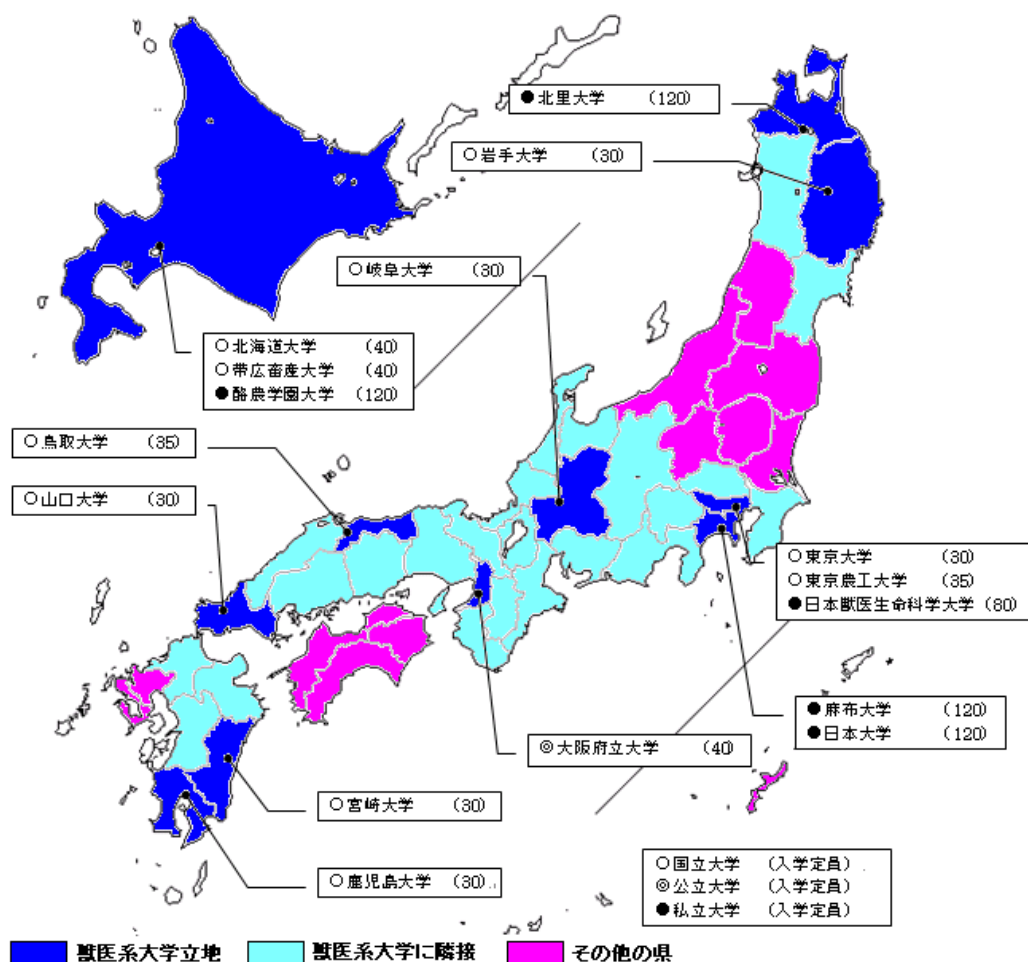 ●北里大学 (120)
○岩手大学 (30)
○岐阜大学 (30)
○北海道大学 (40)
○帯広畜産大学 (40)
●酪農学園大学 (120)
○鳥取大学 (35)
○山口大学 (30)
○東京大学 (30)
○東京農工大学 (35)
●日本獣医生命科学大学 (80)
●麻布大学 (120)
●日本大学 (120)
◎大阪府立大学 (40)
○宮崎大学 (30)
○鹿児島大学 (30)
○国立大学 (入学定員)
◎公立大学 (入学定員)
●私立大学 (入学定員)
獣医系大学立地 獣医系大学に隣接 その他の県